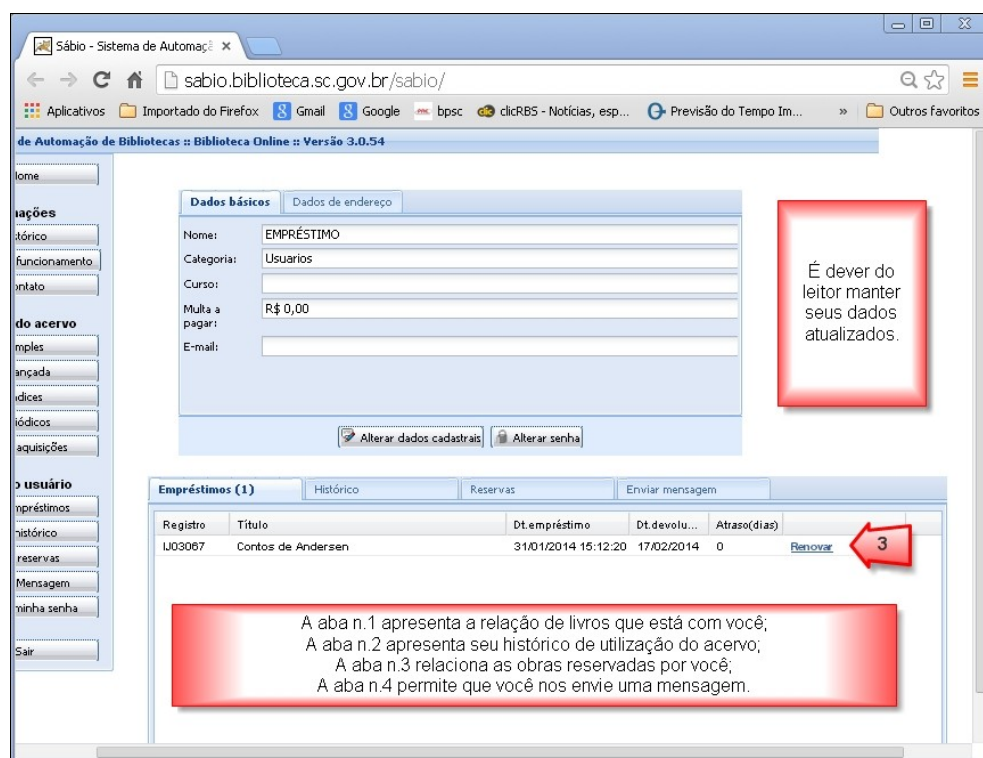 Sábio - Sistema de Automaçã
sabio.biblioteca.sc.gov.br/sabio/
Aplicativos Importado do Firefox Gmail Google bpsc clicRBS - Notícias, esp... Previsão do Tempo Im... » Outros favoritos
de Automação de Bibliotecas :: Biblioteca Online :: Versão 3.0.54
Home
mações
stórico
funcionamento
ontato
do acervo
mples
ançada
dices
iódicos
aquisições
o usuário
mpréstimos
histórico
reservas
Mensagem
minha senha
Sair
Dados básicos Dados de endereço
Nome: EMPRÉSTIMO
Categoria: Usuarios
Curso:
Multa a pagar: R$ 0,00
E-mail:
Alterar dados cadastrais Alterar senha
É dever do
leitor manter
seus dados
atualizados.
Empréstimos (1) Histórico Reservas Enviar mensagem
Registro Título Dt.empréstimo Dt.devolu... Atraso(dias)
IJ03067 Contos de Andersen 31/01/2014 15:12:20 17/02/2014 0 Renovar
3
A aba n.1 apresenta a relação de livros que está com você;
A aba n.2 apresenta seu histórico de utilização do acervo;
A aba n.3 relaciona as obras reservadas por você;
A aba n.4 permite que você nos envie uma mensagem.